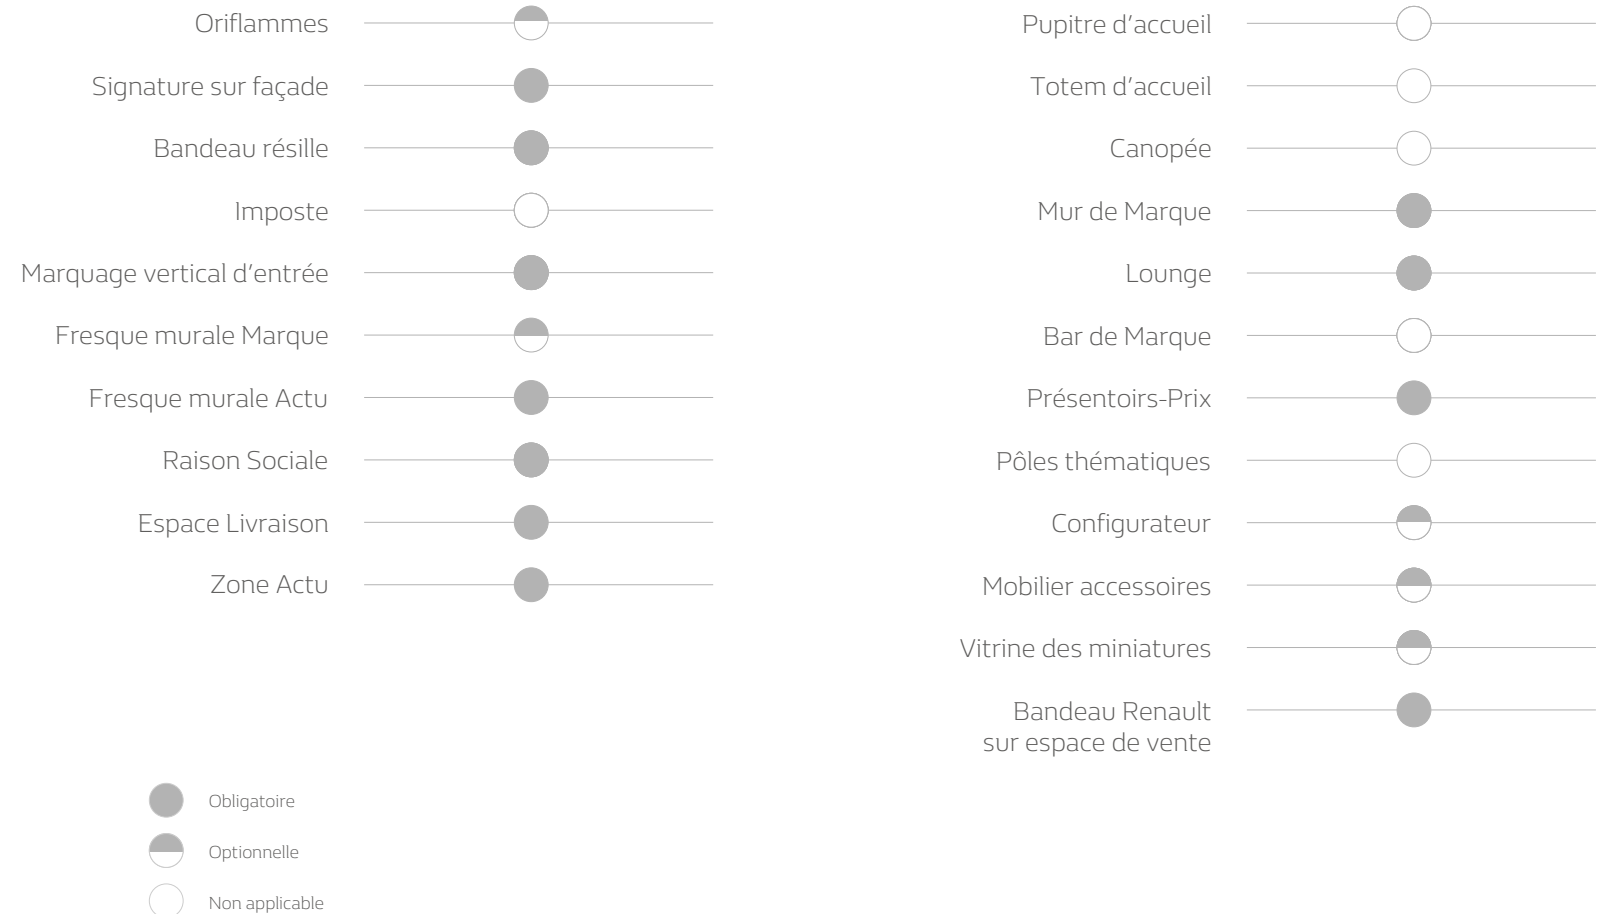 Oriflammes
Signature sur façade
Bandeau résille
Imposte
Marquage vertical d’entrée
Fresque murale Marque
Fresque murale Actu
Raison Sociale
Espace Livraison
Zone Actu
Pupitre d’accueil
Totem d’accueil
Canopée
Mur de Marque
Lounge
Bar de Marque
Présentoirs-Prix
Pôles thématiques
Configurateur
Mobilier accessoires
Vitrine des miniatures
Bandeau Renault
sur espace de vente
Obligatoire
Optionnelle
Non applicable